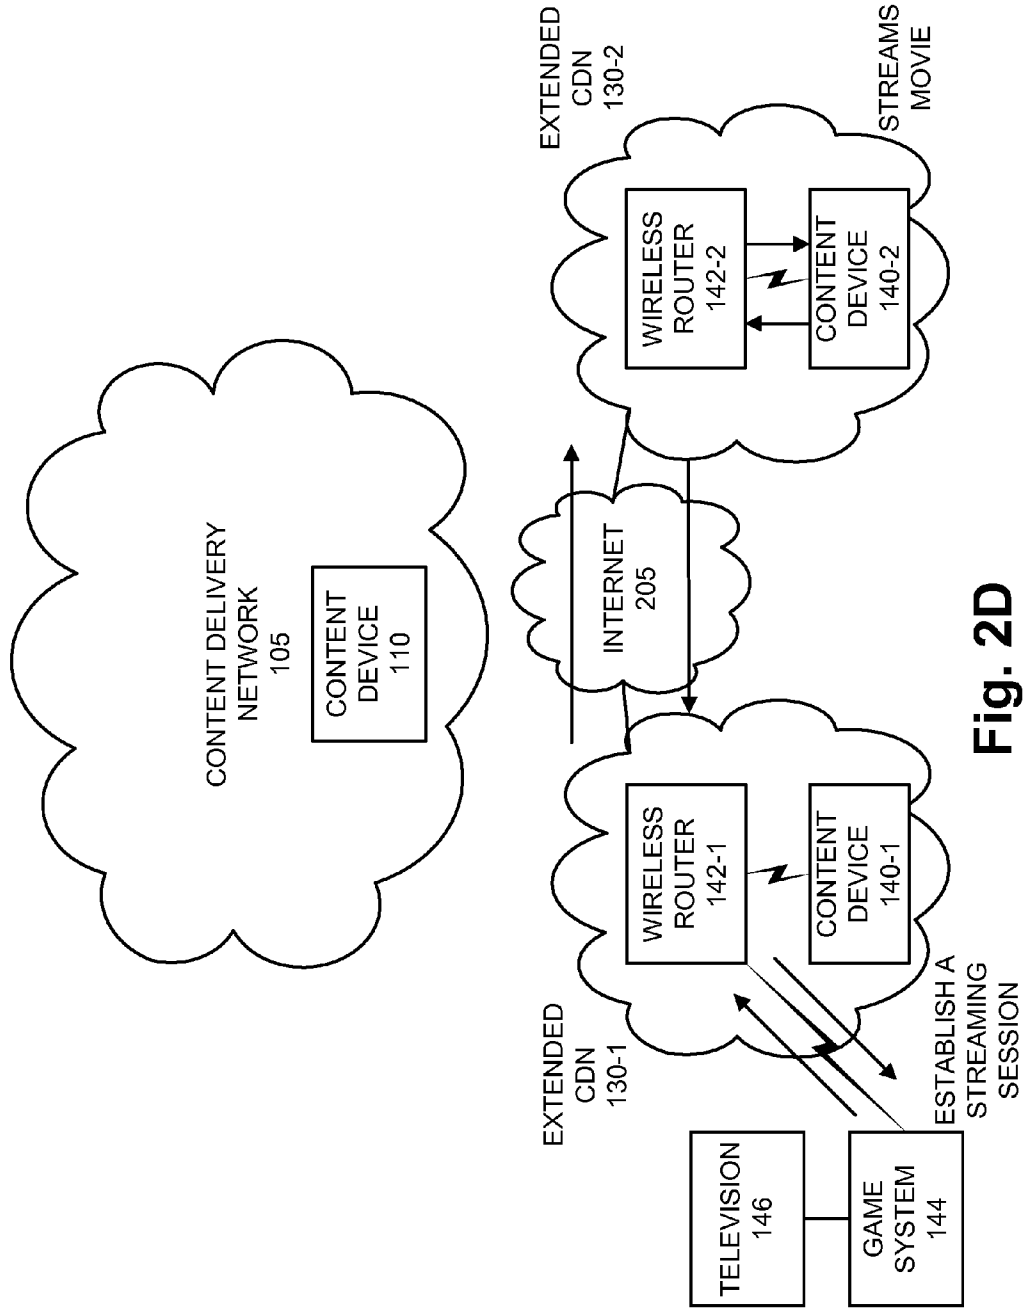 CONTENT DELIVERY
NETWORK
105
CONTENT
DEVICE
110
EXTENDED
CDN
130-1
EXTENDED
CDN
130-2
INTERNET
205
TELEVISION
146
GAME
SYSTEM
144
WIRELESS
ROUTER
142-1
CONTENT
DEVICE
140-1
WIRELESS
ROUTER
142-2
CONTENT
DEVICE
140-2
ESTABLISH A
STREAMING
SESSION
STREAMS
MOVIE
Fig. 2D